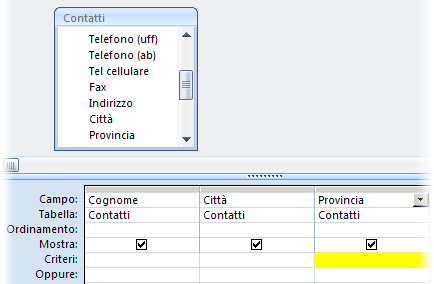 Contatti
Telefono (uff)
Telefono (ab)
Tel cellulare
Fax
Indirizzo
Città
Provincia
Campo: Cognome Città Provincia
Tabella: Contatti Contatti Contatti
Ordinamento:
Mostra:
Criteri:
Oppure: